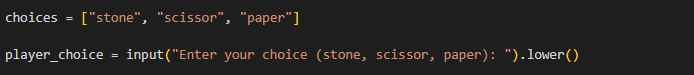 choices = ["stone", "scissor", "paper"]
player_choice = input("Enter your choice (stone, scissor, paper): ").lower()